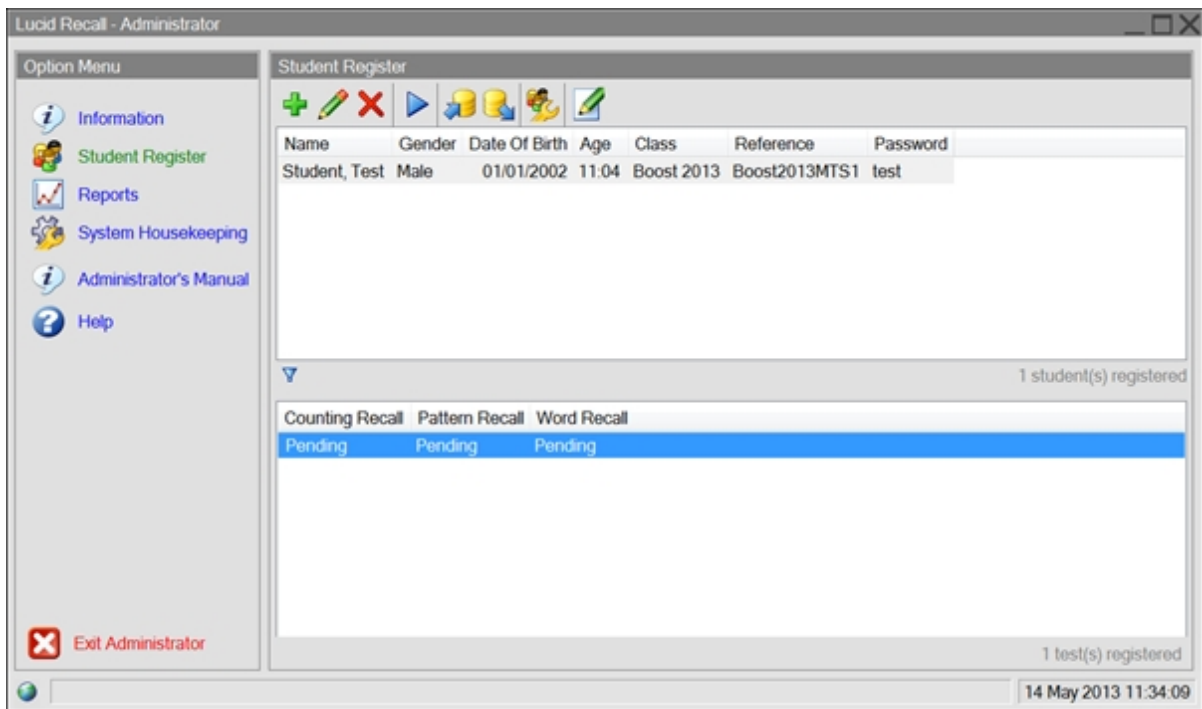 Lucid Recall - Administrator
Option Menu
Information
Student Register
Reports
System Housekeeping
Administrator's Manual
Help
Exit Administrator
Student Register
Name Gender Date Of Birth Age Class Reference Password
Student, Test Male 01/01/2002 11:04 Boost 2013 Boost2013MTS1 test
1 student(s) registered
Counting Recall Pattern Recall Word Recall
Pending Pending Pending
1 test(s) registered
14 May 2013 11:34:09